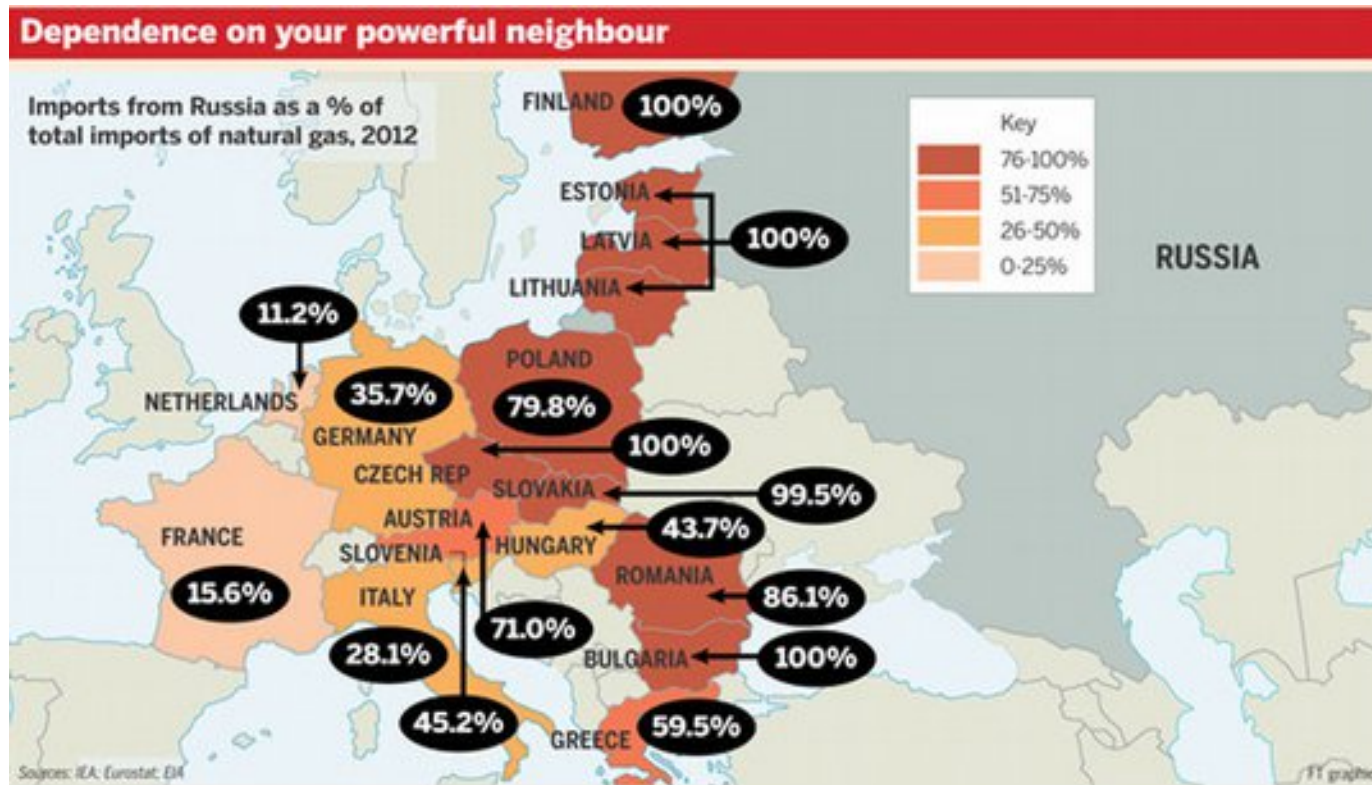 Dependence on your powerful neighbour
Imports from Russia as a % of
total imports of natural gas, 2012
FINLAND 100%
Key
76-100%
51-75%
26-50%
0-25%
ESTONIA
LATVIA
100%
LITHUANIA
RUSSIA
11.2%
NETHERLANDS
35.7%
GERMANY
POLAND
79.8%
CZECH REP
100%
SLOVAKIA
99.5%
AUSTRIA
71.0%
HUNGARY
43.7%
SLOVENIA
45.2%
FRANCE
15.6%
ITALY
28.1%
ROMANIA
86.1%
BULGARIA
100%
GREECE 59.5%
Sources: IEA; Eurostat; EIA
FT graphic